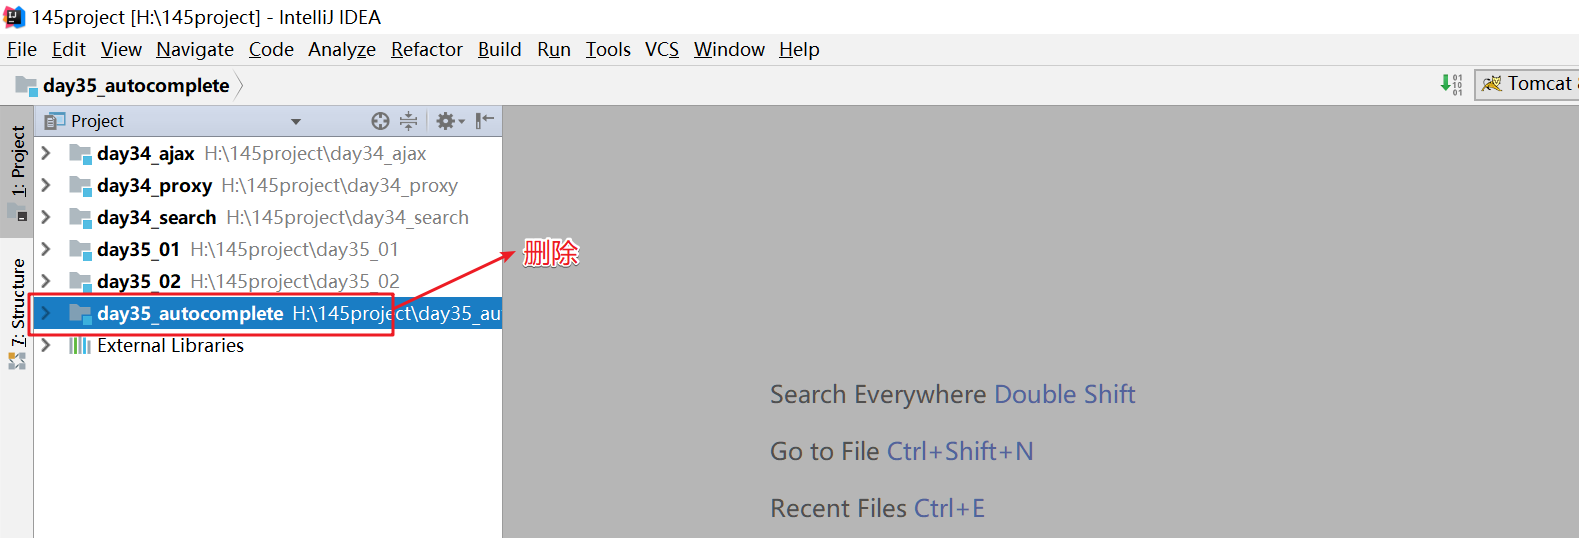 145project [H:\145project] - IntelliJ IDEA
File Edit View Navigate Code Analyze Refactor Build Run Tools VCS Window Help
day35_autocomplete
Tomcat
1: Project
7: Structure
Project
day34_ajax H:\145project\day34_ajax
day34_proxy H:\145project\day34_proxy
day34_search H:\145project\day34_search
day35_01 H:\145project\day35_01
day35_02 H:\145project\day35_02
day35_autocomplete H:\145project\day35_au
External Libraries
删除
Search Everywhere Double Shift
Go to File Ctrl+Shift+N
Recent Files Ctrl+E